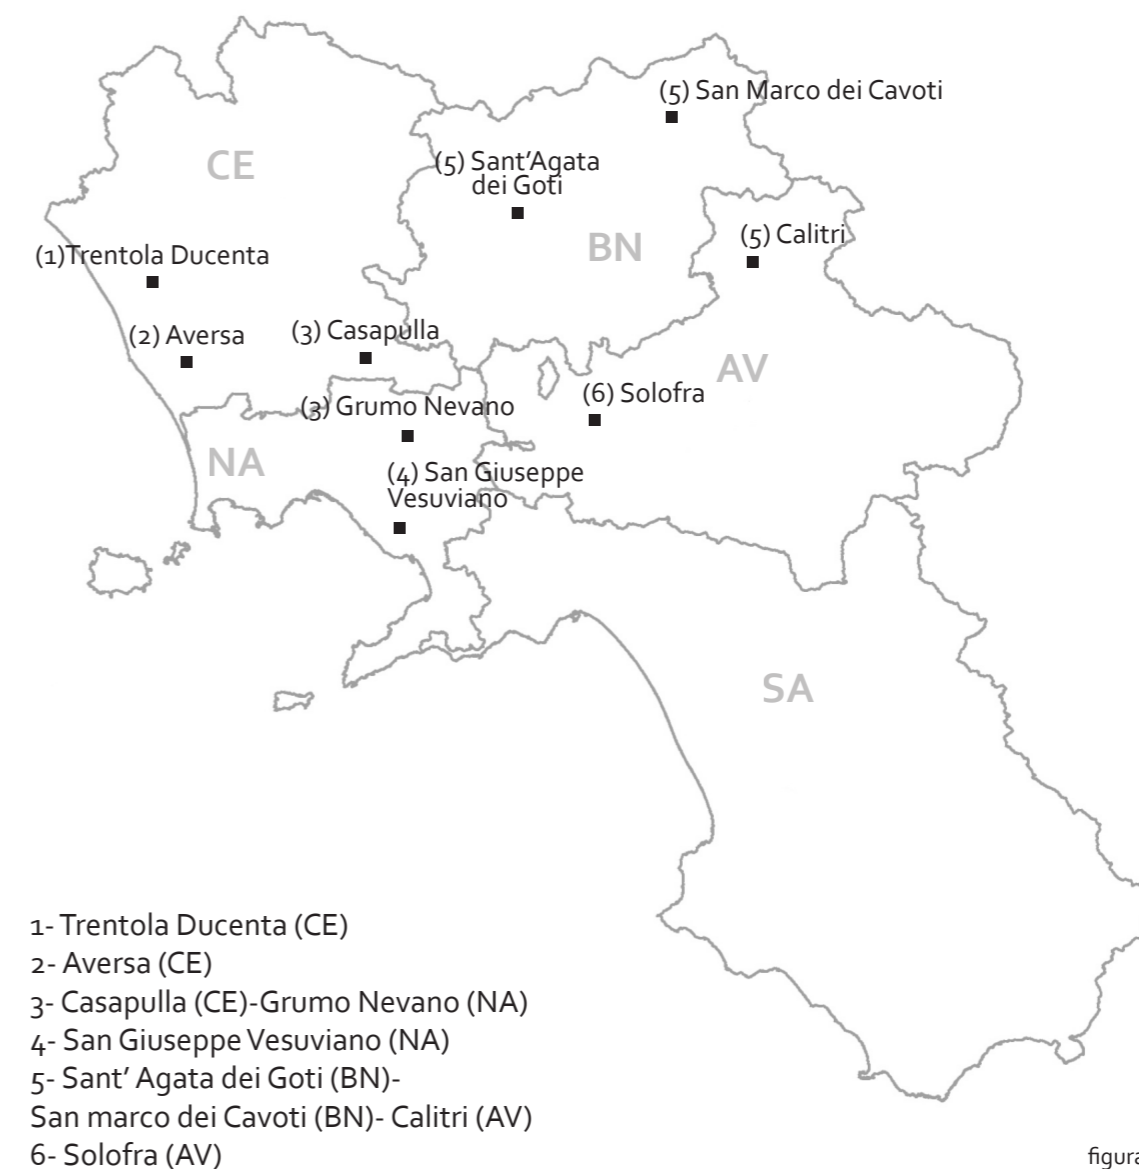 (5) San Marco dei Cavoti
CE
(5) Sant'Agata
dei Goti
(5) Calitri
BN
(1)Trentola Ducenta
(2) Aversa
(3) Casapulla
AV
(6) Solofra
(3) Grumo Nevano
NA
(4) San Giuseppe
Vesuviano
SA
1- Trentola Ducenta (CE)
2- Aversa (CE)
3- Casapulla (CE)-Grumo Nevano (NA)
4- San Giuseppe Vesuviano (NA)
5- Sant' Agata dei Goti (BN)-
San marco dei Cavoti (BN)- Calitri (AV)
6- Solofra (AV)
figura